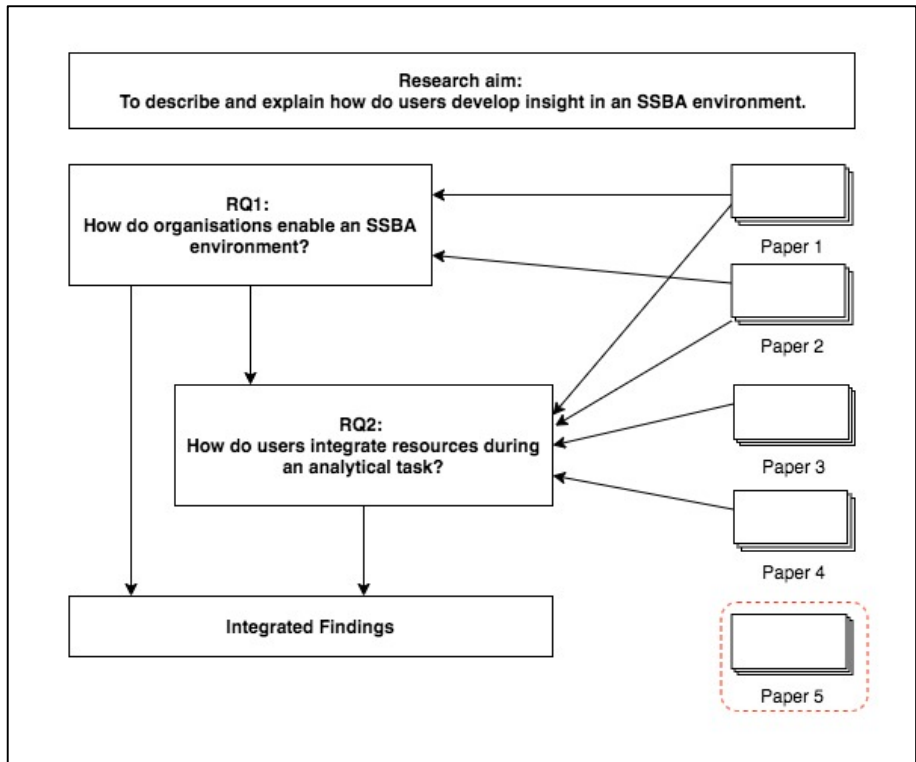 Research aim:
To describe and explain how do users develop insight in an SSBA environment.
RQ1:
How do organisations enable an SSBA
environment?
Paper 1
Paper 2
RQ2:
How do users integrate resources during
an analytical task?
Paper 3
Paper 4
Integrated Findings
Paper 5